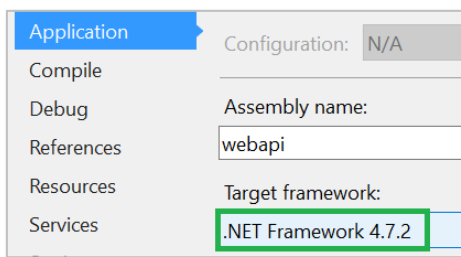 Application
Compile
Debug
References
Resources
Services
Configuration: N/A
Assembly name:
webapi
Target framework:
.NET Framework 4.7.2